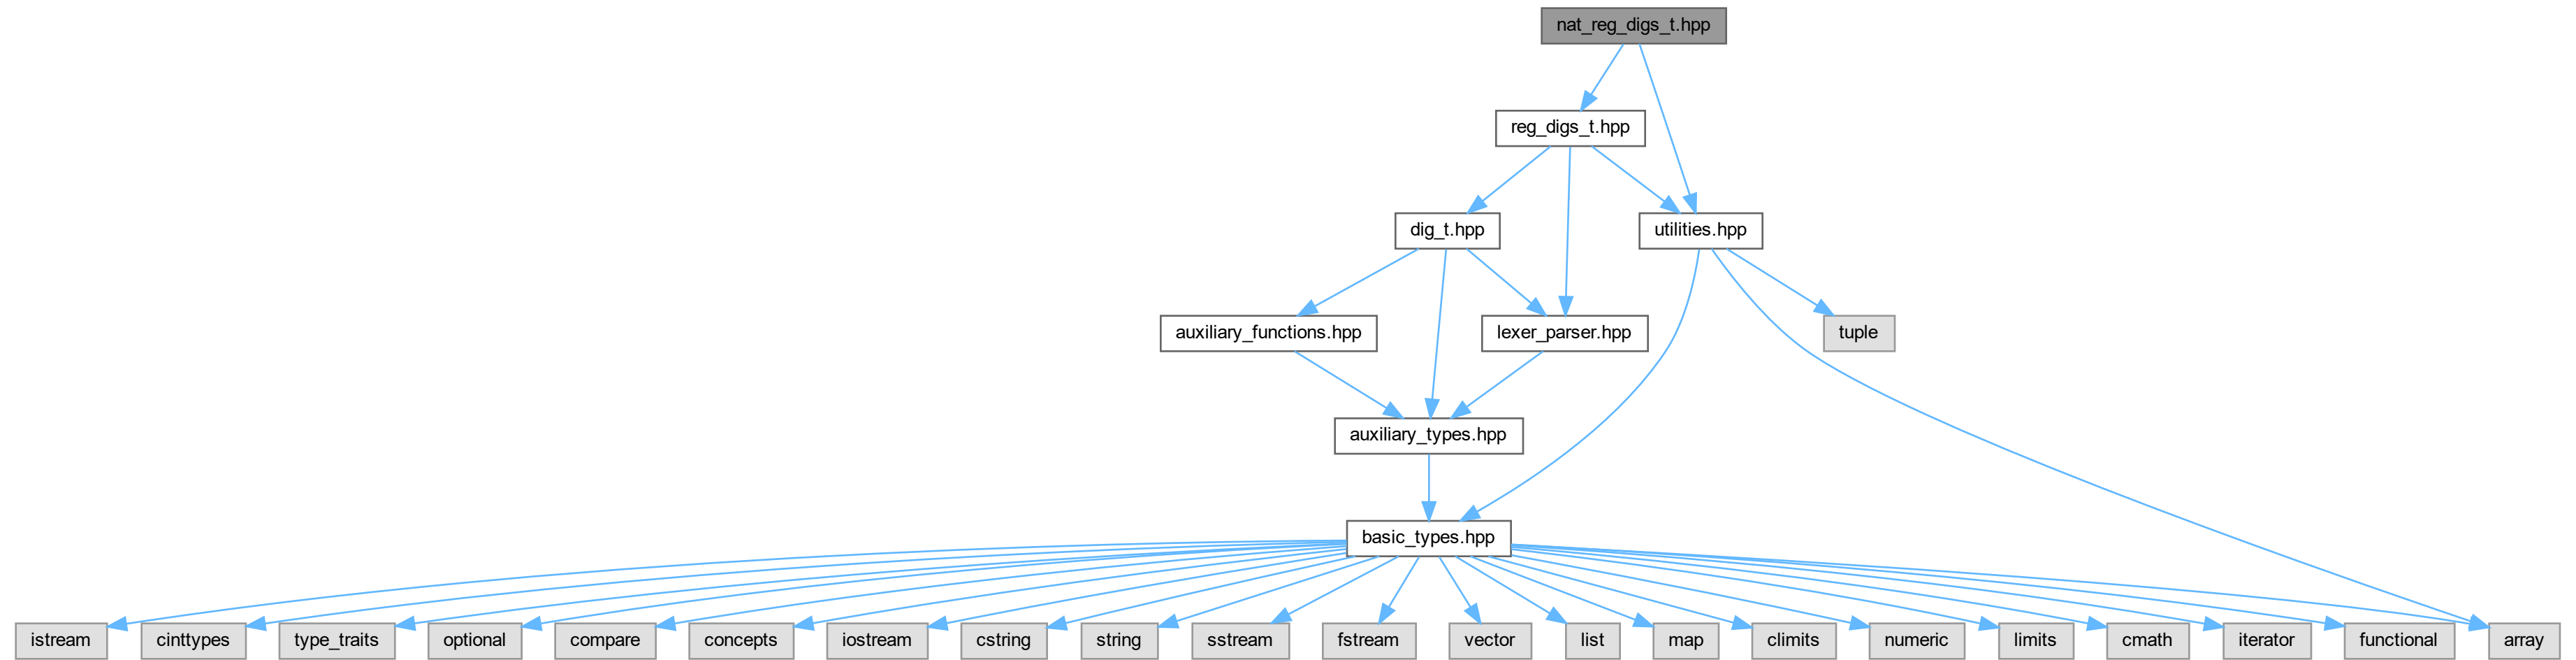 nat_reg_digs_t.hpp
reg_digs_t.hpp
dig_t.hpp
utilities.hpp
auxiliary_functions.hpp
lexer_parser.hpp
tuple
auxiliary_types.hpp
basic_types.hpp
istream
cinttypes
type_traits
optional
compare
concepts
iostream
cstring
string
sstream
fstream
vector
list
map
climits
numeric
limits
cmath
iterator
functional
array